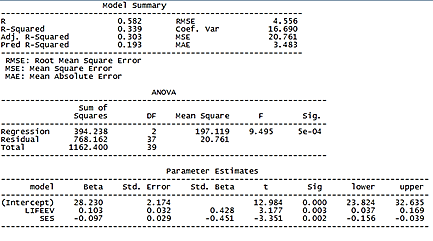 Model Summary
R 0.582 RMSE 4.556
R-Squared 0.339 Coef. Var 16.690
Adj. R-Squared 0.303 MSE 20.761
Pred R-Squared 0.193 MAE 3.483
RMSE: Root Mean Square Error
MSE: Mean Square Error
MAE: Mean Absolute Error
ANOVA
Sum of
Squares DF Mean Square F Sig.
Regression 394.238 2 197.119 9.495 5e-04
Residual 768.162 37 20.761
Total 1162.400 39
Parameter Estimates
model Beta Std. Error Std. Beta t Sig lower upper
(Intercept) 28.230 2.174 12.984 0.000 23.824 32.635
LIFEEV 0.103 0.032 0.428 3.177 0.003 0.037 0.169
SES -0.097 0.029 -0.451 -3.351 0.002 -0.156 -0.039